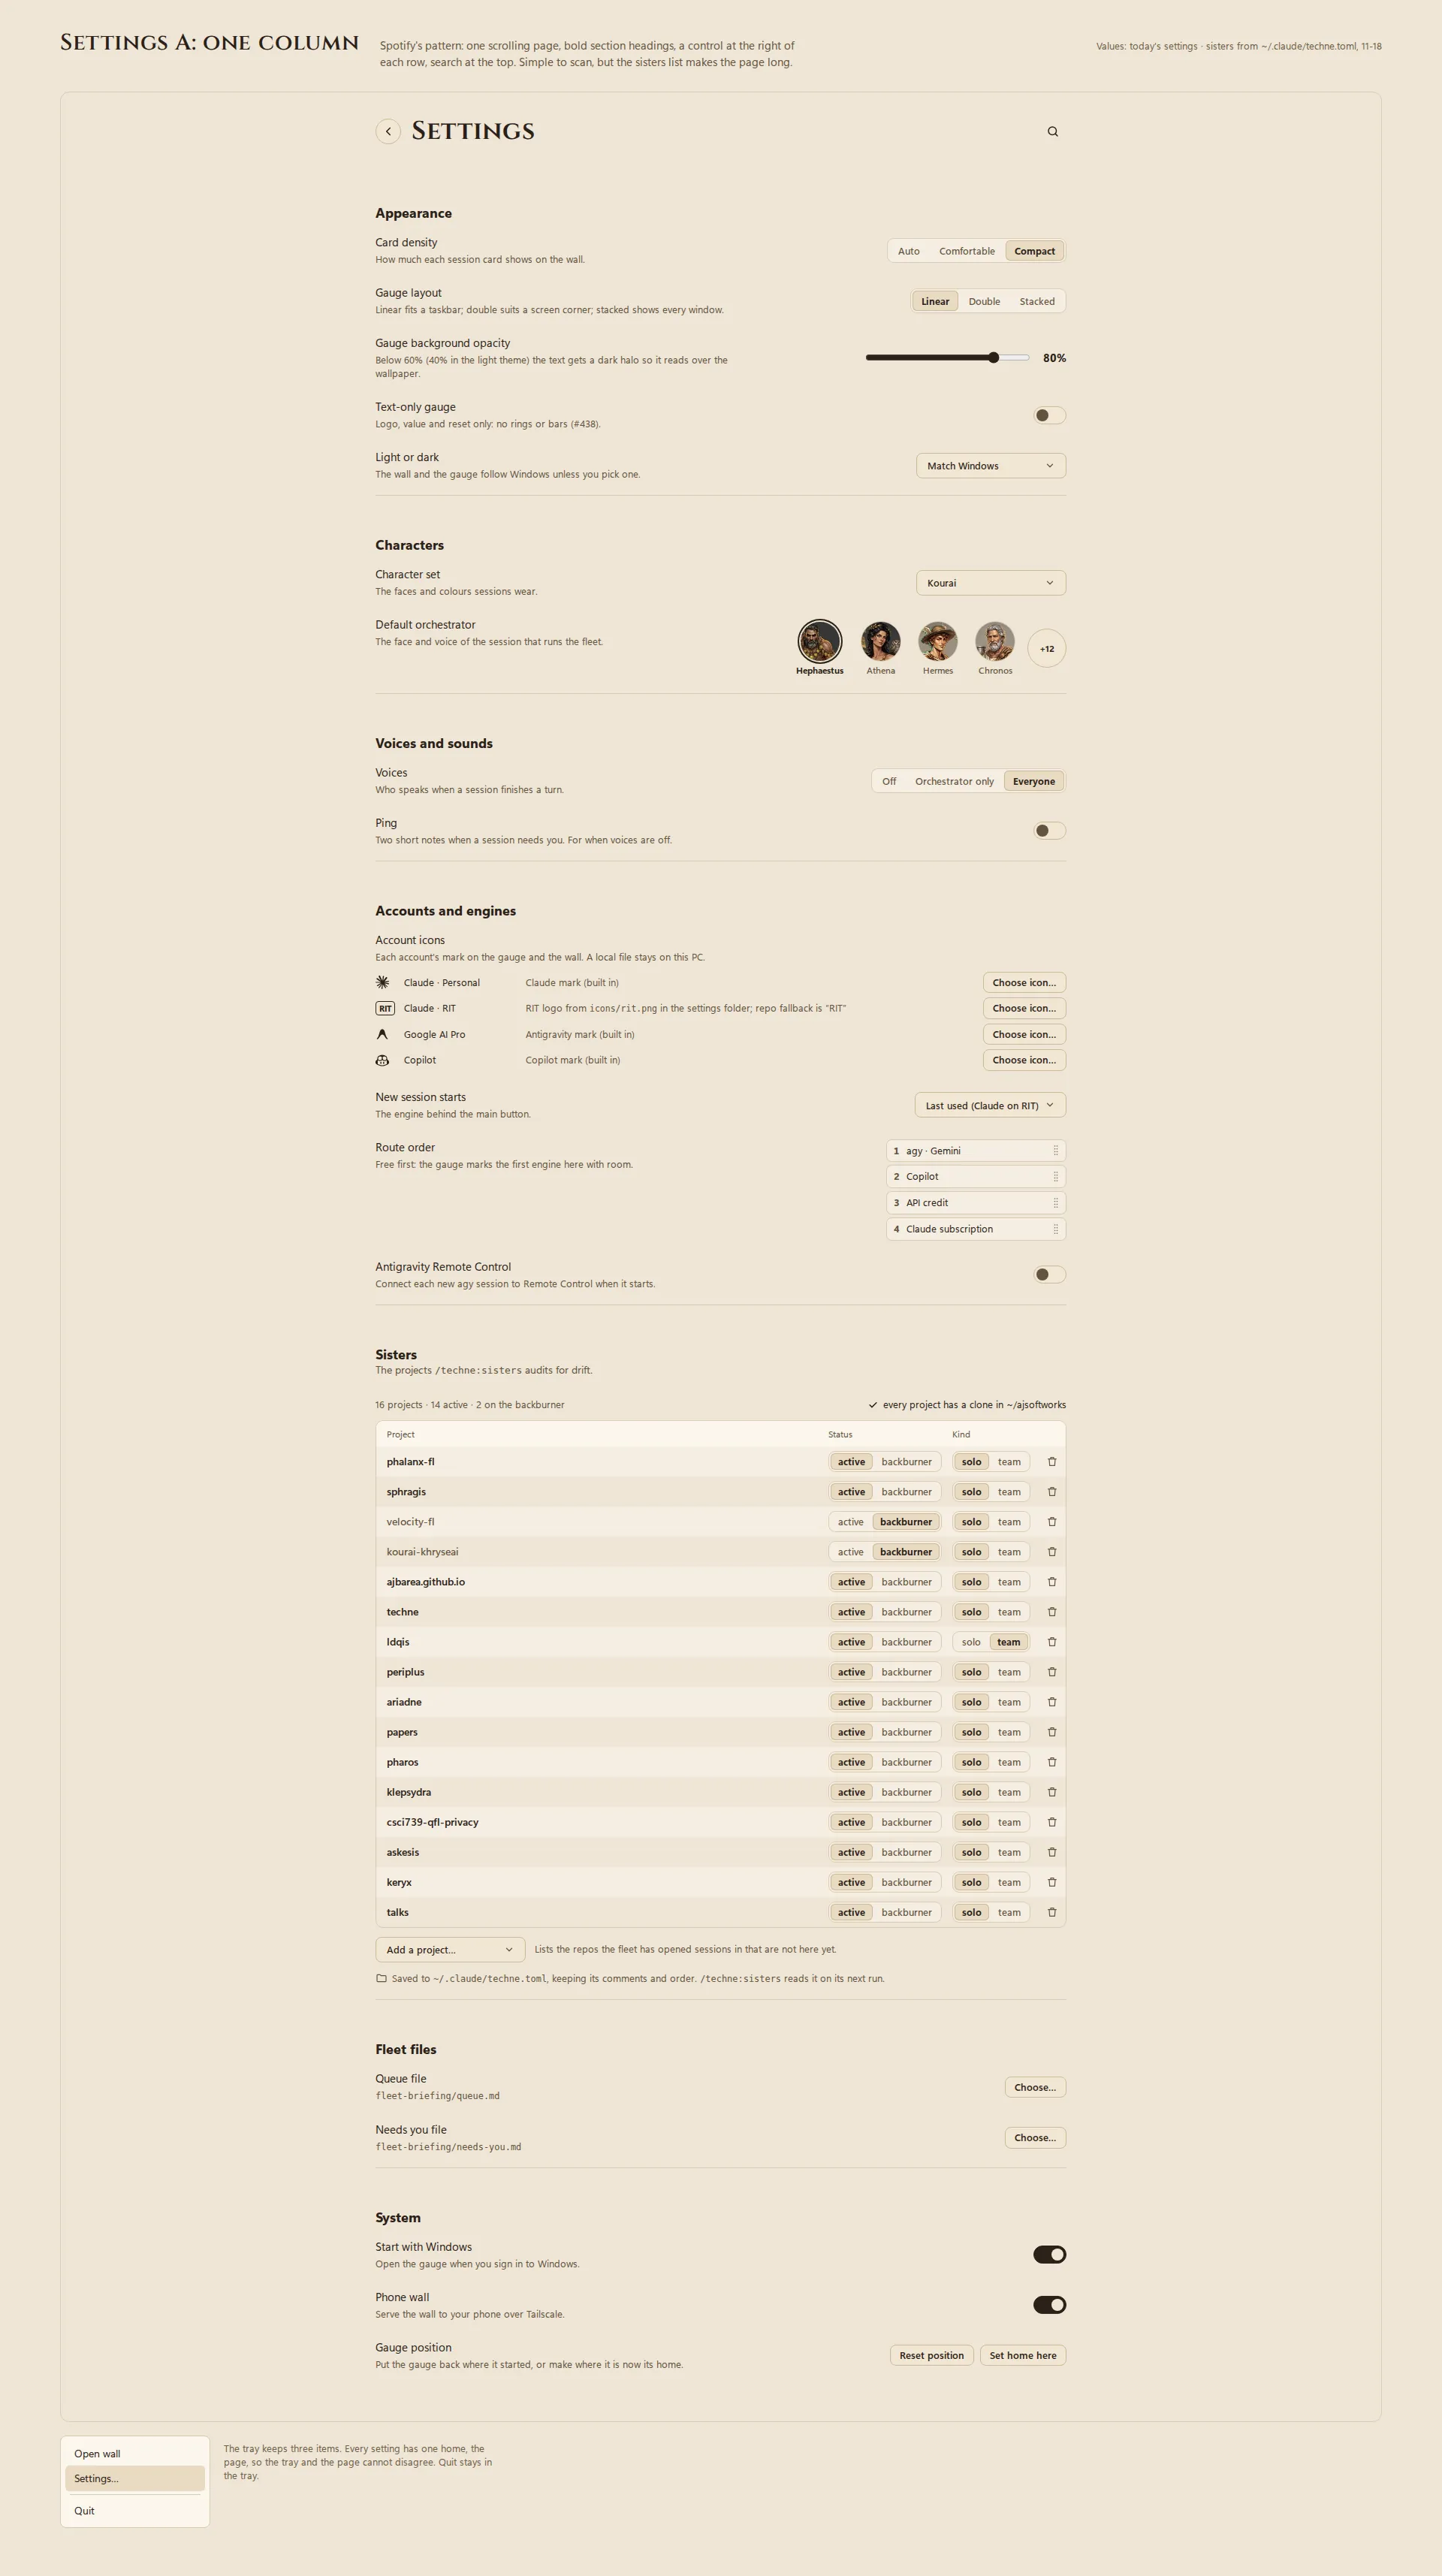 Settings A: one column
Spotify's pattern: one scrolling page, bold section headings, a control at the right of
each row, search at the top. Simple to scan, but the sisters list makes the page long.
Values: today's settings · sisters from ~/.claude/techne.toml, 11-18
Settings
Appearance
Card density
How much each session card shows on the wall.
Auto Comfortable Compact
Gauge layout
Linear fits a taskbar; double suits a screen corner; stacked shows every window.
Linear Double Stacked
Gauge background opacity
Below 60% (40% in the light theme) the text gets a dark halo so it reads over the
wallpaper.
80%
Text-only gauge
Logo, value and reset only: no rings or bars (#438).
Light or dark
The wall and the gauge follow Windows unless you pick one.
Match Windows
Characters
Character set
The faces and colours sessions wear.
Kourai
Default orchestrator
The face and voice of the session that runs the fleet.
Hephaestus Athena Hermes Chronos +12
Voices and sounds
Voices
Who speaks when a session finishes a turn.
Off Orchestrator only Everyone
Ping
Two short notes when a session needs you. For when voices are off.
Accounts and engines
Account icons
Each account's mark on the gauge and the wall. A local file stays on this PC.
Claude · Personal Claude mark (built in) Choose icon...
RIT Claude · RIT RIT logo from icons/rit.png in the settings folder; repo fallback is "RIT" Choose icon...
Google AI Pro Antigravity mark (built in) Choose icon...
Copilot Copilot mark (built in) Choose icon...
New session starts
The engine behind the main button.
Last used (Claude on RIT)
Route order
Free first: the gauge marks the first engine here with room.
1 agy · Gemini
2 Copilot
3 API credit
4 Claude subscription
Antigravity Remote Control
Connect each new agy session to Remote Control when it starts.
Sisters
The projects /techne:sisters audits for drift.
16 projects · 14 active · 2 on the backburner
every project has a clone in ~/ajsoftworks
Project Status Kind
phalanx-fl active backburner solo team
sphragis active backburner solo team
velocity-fl active backburner solo team
kourai-khryseai active backburner solo team
ajbarea.github.io active backburner solo team
techne active backburner solo team
ldqis active backburner solo team
periplus active backburner solo team
ariadne active backburner solo team
papers active backburner solo team
pharos active backburner solo team
klepsydra active backburner solo team
csci739-qfl-privacy active backburner solo team
askesis active backburner solo team
keryx active backburner solo team
talks active backburner solo team
Add a project... Lists the repos the fleet has opened sessions in that are not here yet.
Saved to ~/.claude/techne.toml, keeping its comments and order. /techne:sisters reads it on its next run.
Fleet files
Queue file
fleet-briefing/queue.md
Choose...
Needs you file
fleet-briefing/needs-you.md
Choose...
System
Start with Windows
Open the gauge when you sign in to Windows.
Phone wall
Serve the wall to your phone over Tailscale.
Gauge position
Put the gauge back where it started, or make where it is now its home.
Reset position Set home here
Open wall
Settings...
Quit
The tray keeps three items. Every setting has one home, the
page, so the tray and the page cannot disagree. Quit stays in
the tray.